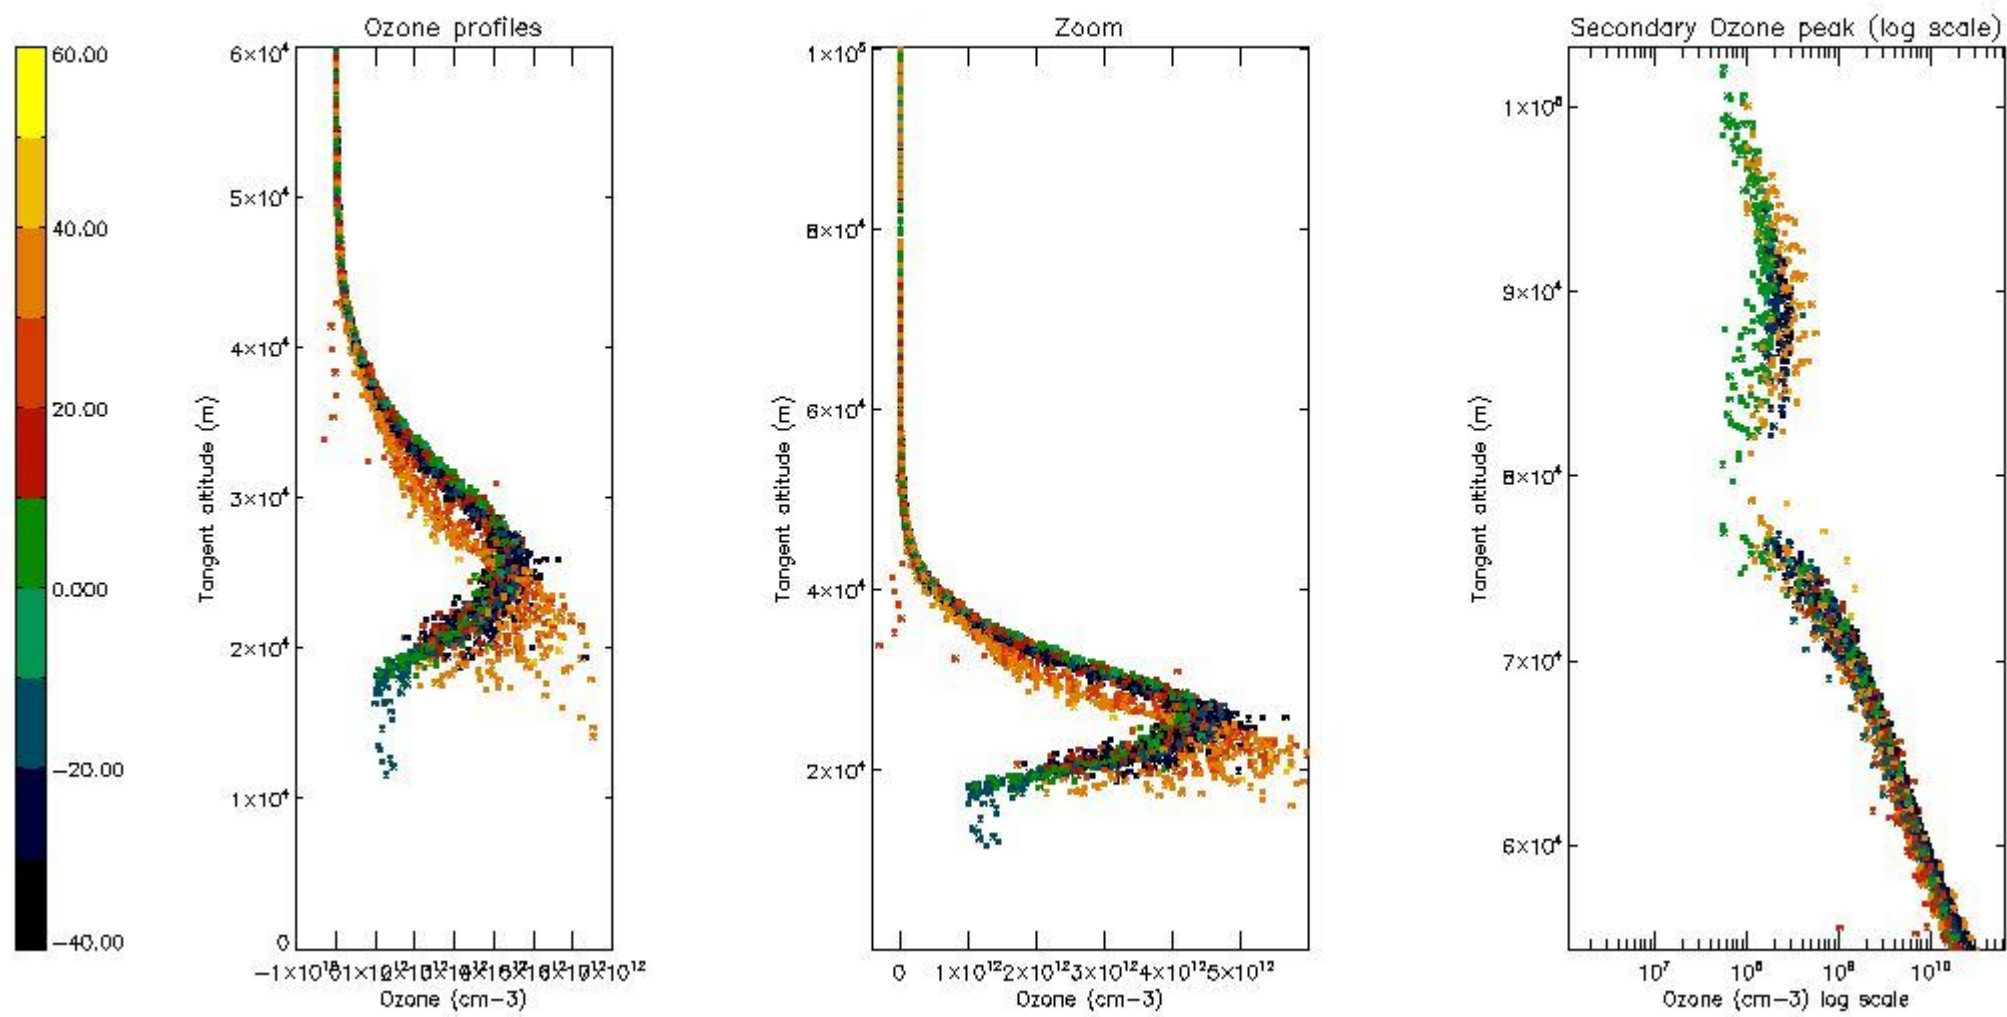 Ozone profiles
Zoom
Secondary Ozone peak (log scale)
60.00
40.00
20.00
0.000
-20.00
-40.00
6×10⁴
5×10⁴
4×10⁴
3×10⁴
2×10⁴
1×10⁴
0
Tangent altitude (m)
Ozone (cm-3)
1×10⁵
8×10⁴
6×10⁴
4×10⁴
2×10⁴
Tangent altitude (m)
0 1×10¹² 2×10¹² 3×10¹² 4×10¹² 5×10¹²
Ozone (cm-3)
9×10⁴
8×10⁴
7×10⁴
6×10⁴
Tangent altitude (m)
10⁷ 10⁸ 10⁹ 10¹⁰
Ozone (cm-3) log scale